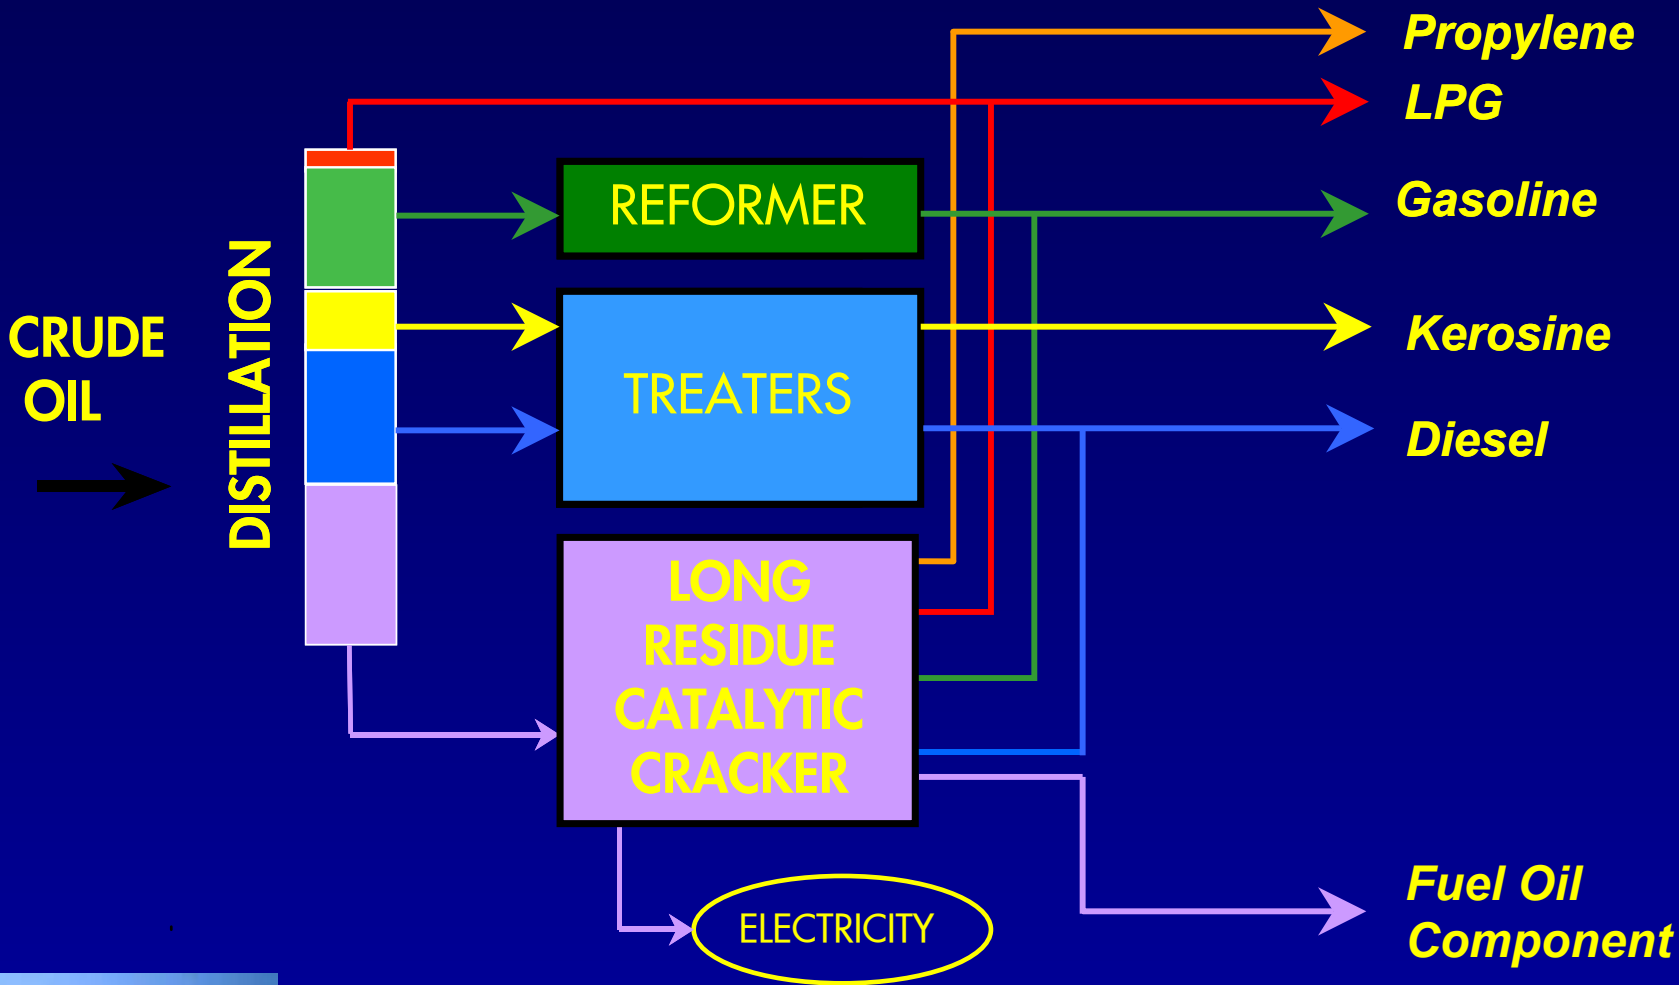 Propylene
LPG
REFORMER
Gasoline
CRUDE
OIL
DISTILLATION
TREATERS
Kerosine
Diesel
LONG
RESIDUE
CATALYTIC
CRACKER
ELECTRICITY
Fuel Oil
Component